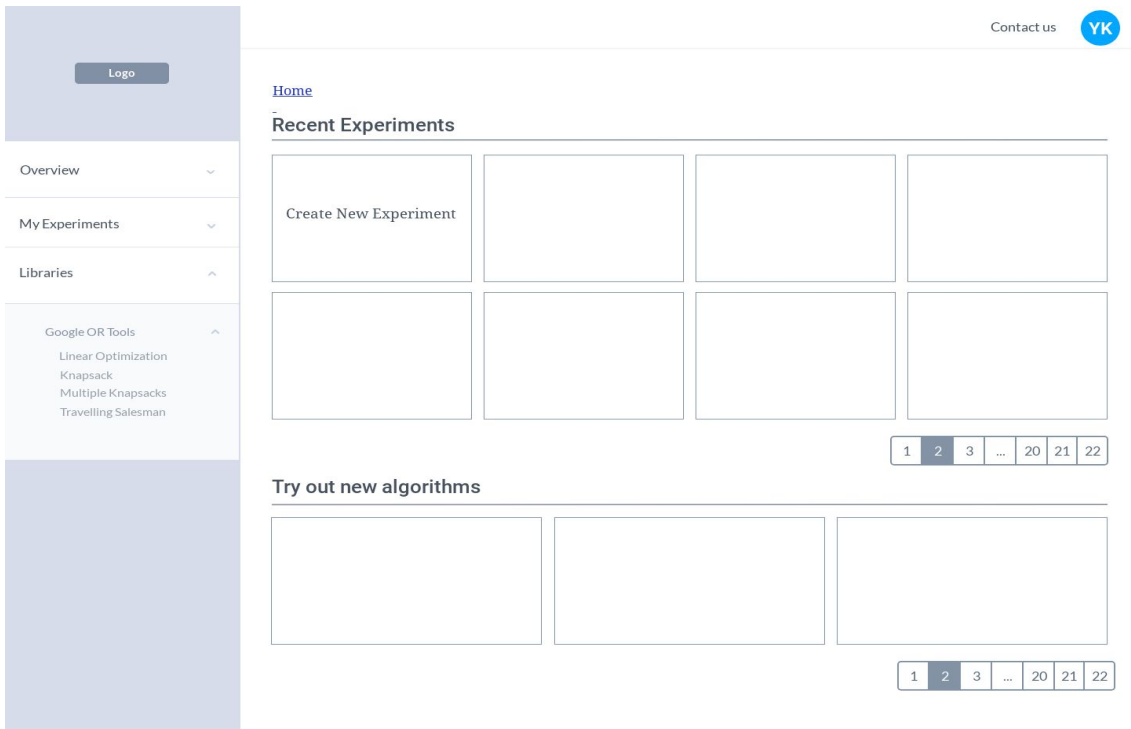 Contact us
YK
Logo
Home
Recent Experiments
Overview
My Experiments
Libraries
Google OR Tools
Linear Optimization
Knapsack
Multiple Knapsacks
Travelling Salesman
Create New Experiment
1 2 3 ... 20 21 22
Try out new algorithms
1 2 3 ... 20 21 22